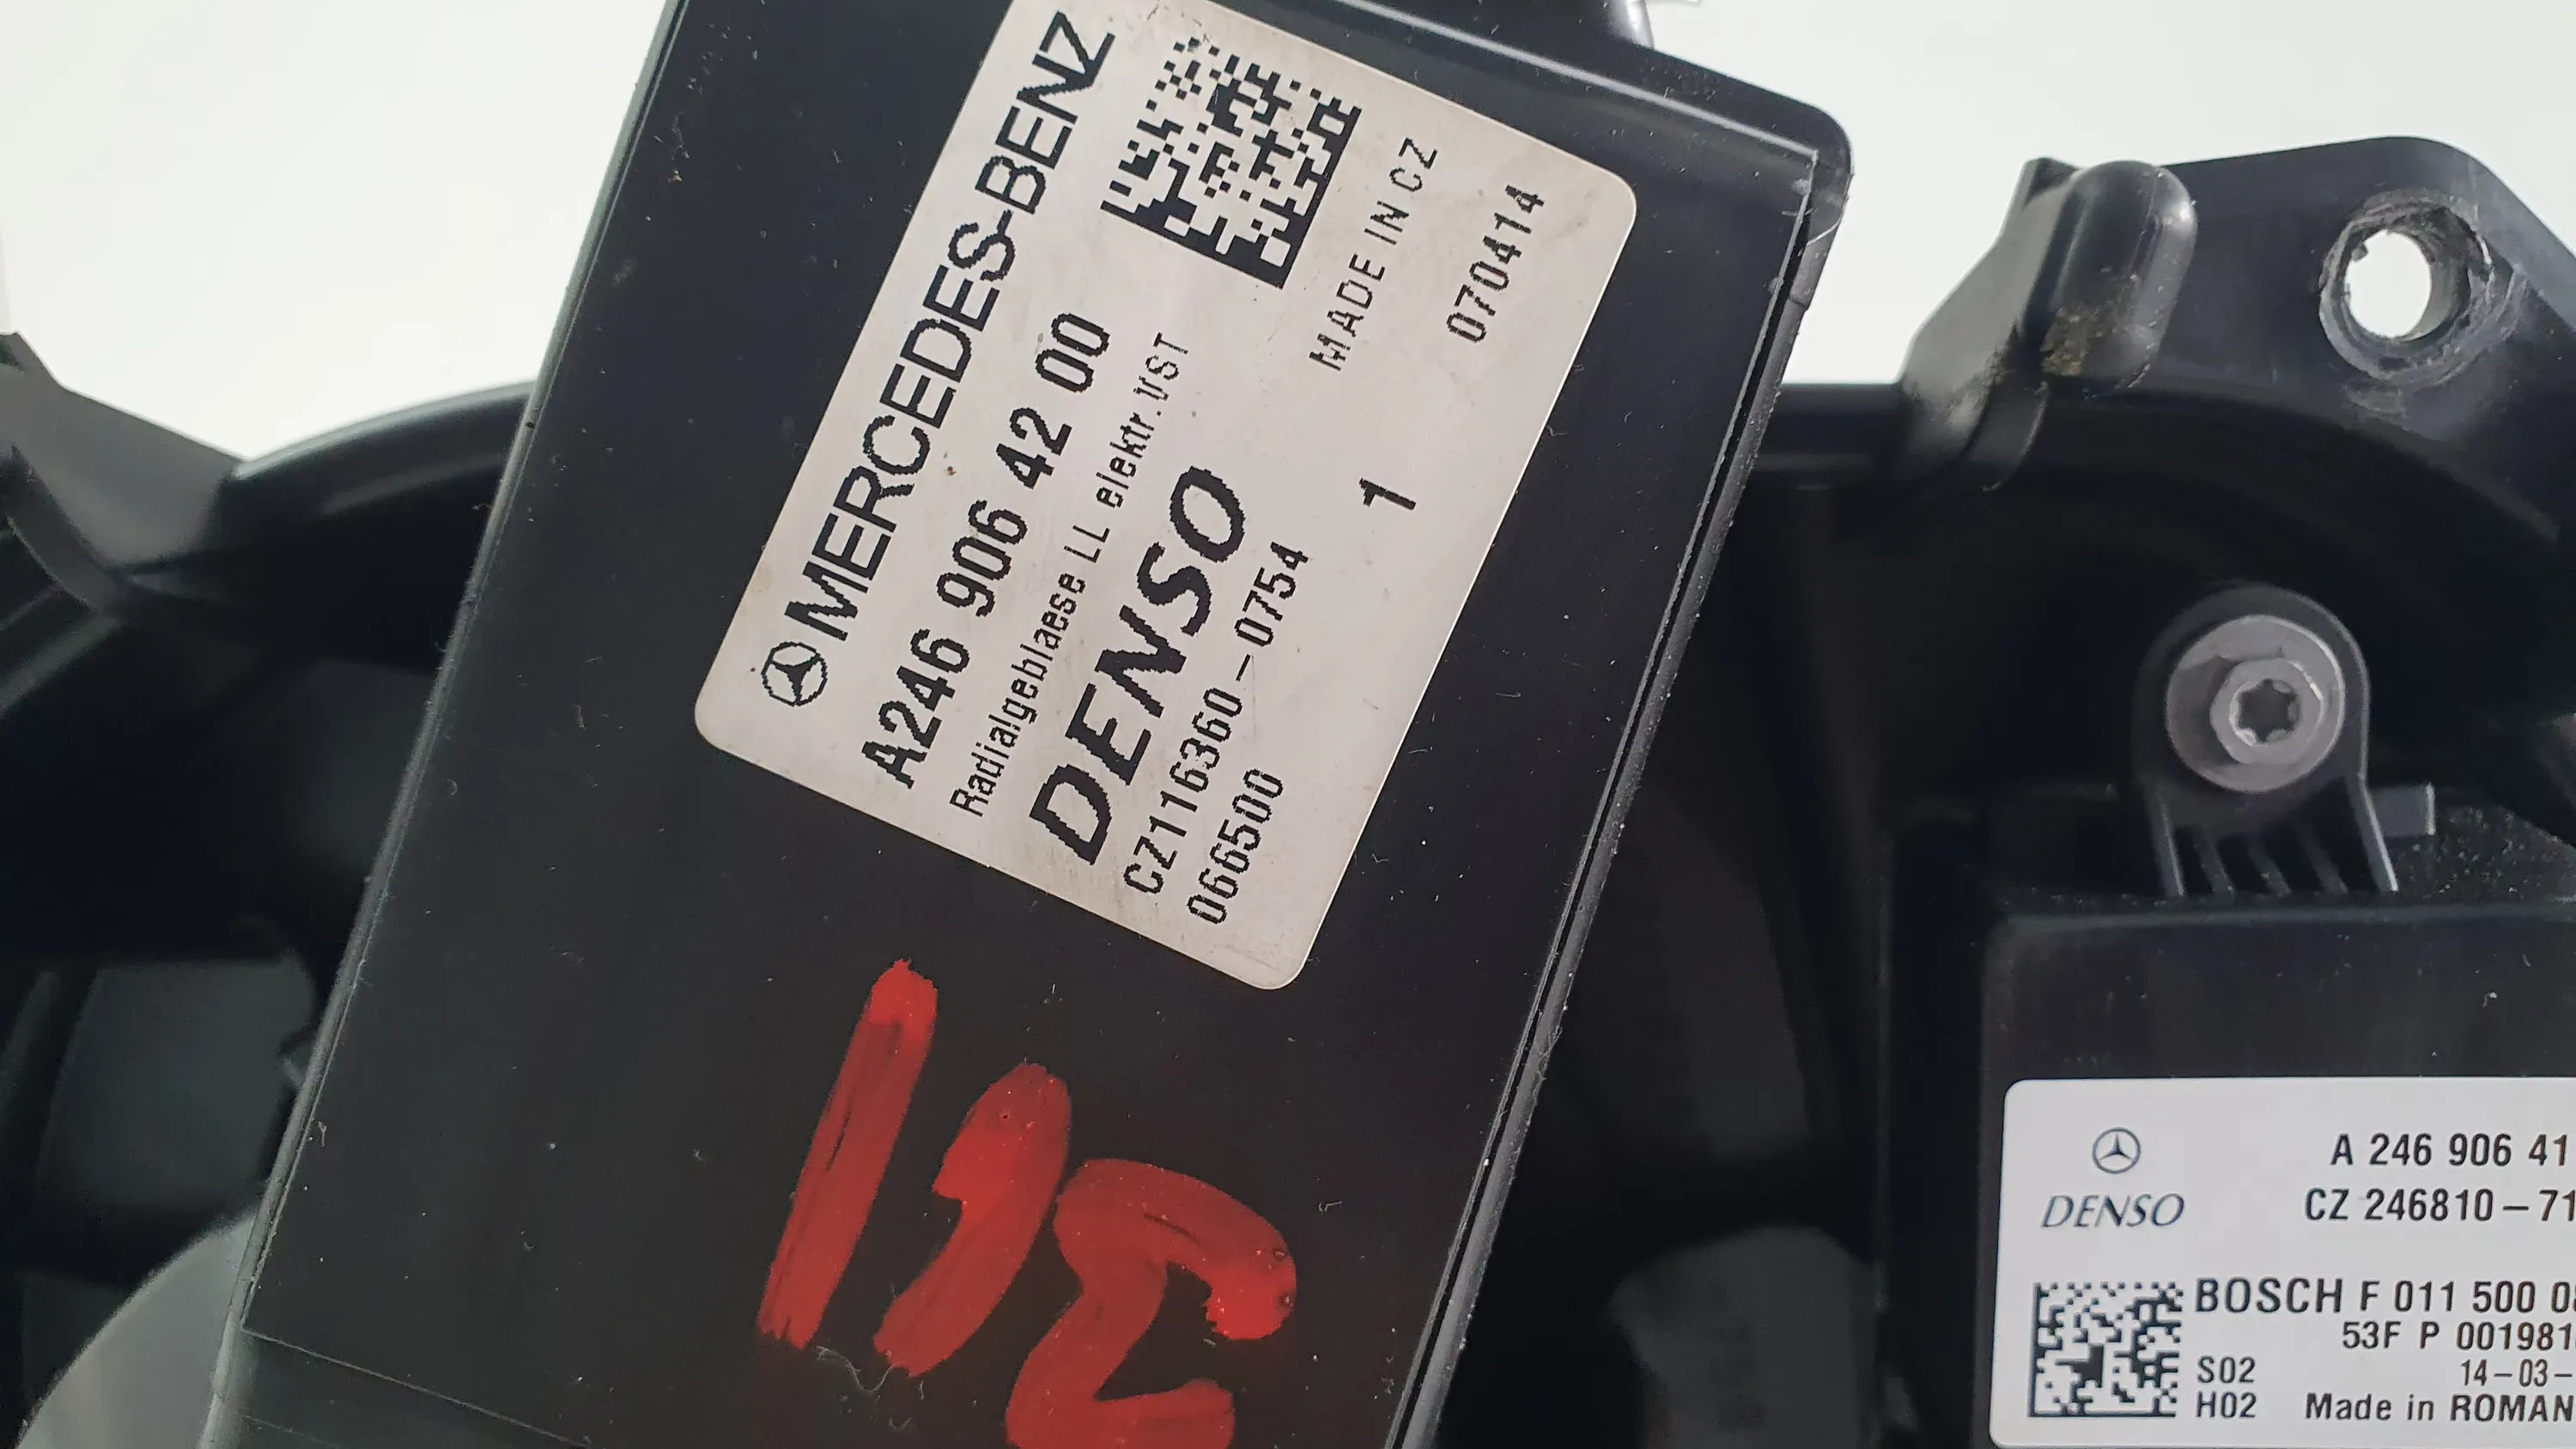 MERCEDES-BENZ
A246 906 42 00
Radialgeblaese LL elektr.VST
DENSO
CZ116360-0754
066500
1
MADE IN CZ
070414
A 246 906 41
DENSO
CZ 246810-71
BOSCH F 011 500 0
53F P 001981
S02
14-03-
H02
Made in ROMAN